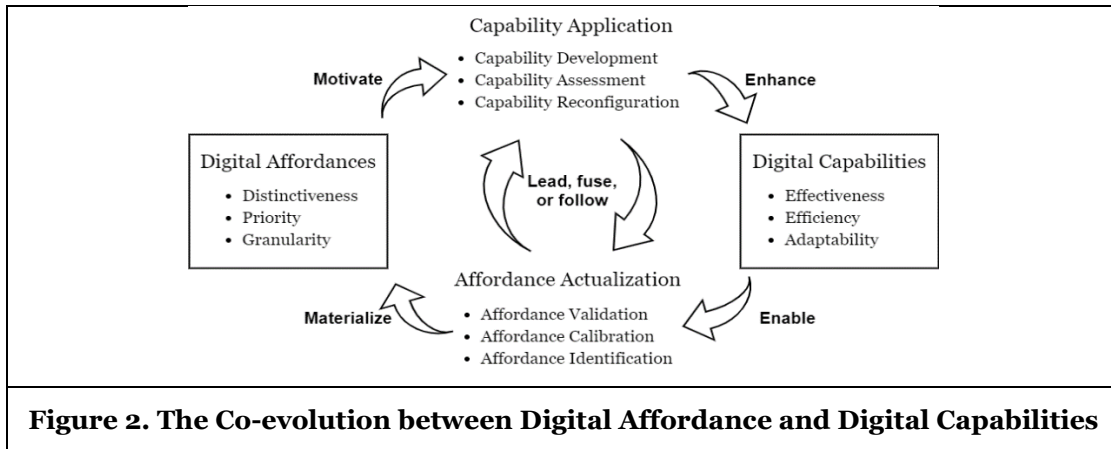 Capability Application
• Capability Development
• Capability Assessment
• Capability Reconfiguration
Motivate
Enhance
Digital Affordances
• Distinctiveness
• Priority
• Granularity
Lead, fuse,
or follow
Digital Capabilities
• Effectiveness
• Efficiency
• Adaptability
Affordance Actualization
• Affordance Validation
• Affordance Calibration
• Affordance Identification
Materialize
Enable
Figure 2. The Co-evolution between Digital Affordance and Digital Capabilities